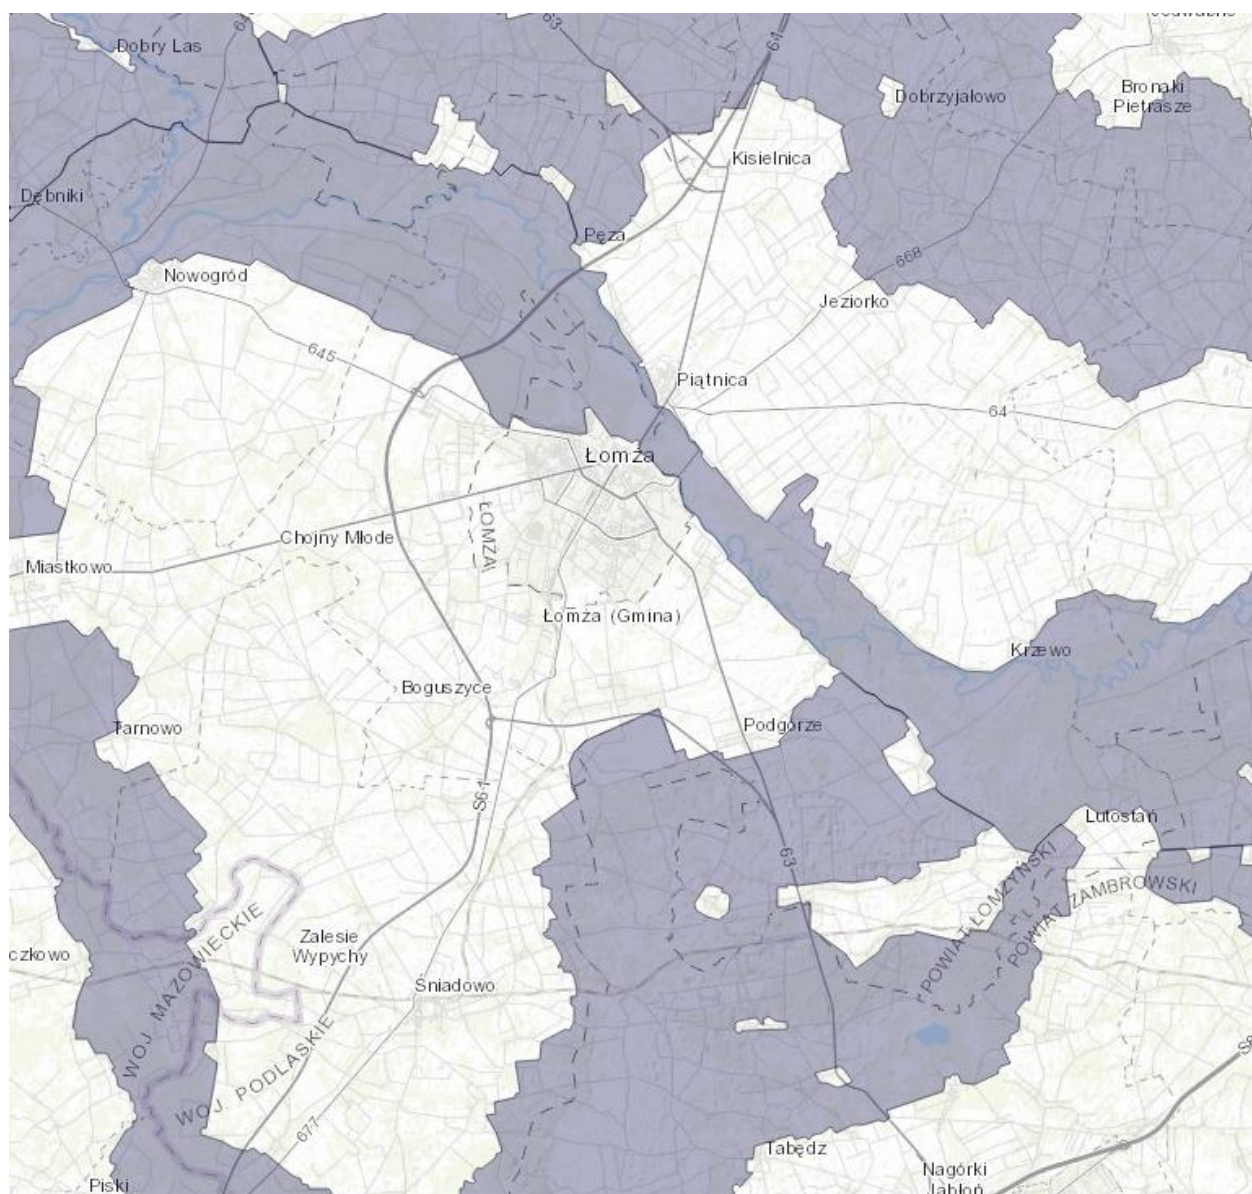 63
61
Dobry Las
Dobrzyjałowo
Bronaki
Pietrasze
Kisielnica
Dębniki
Pęza
668
Nowogród
Jeziorko
645
Piątnica
64
Łomża
ŁOMŻA
Chojny Młode
Miastkowo
Łomża (Gmina)
Krzewo
Boguszyce
Tarnowo
Podgórze
S61
Lutostań
63
POWIAT ŁOMŻYŃSKI
POWIAT ZAMBROWSKI
czkowo
Zalesie
Wypychy
WOJ. MAZOWIECKIE
Śniadowo
WOJ. PODLASKIE
677
Tabędz
Nagórki
Jabłoń
Piski